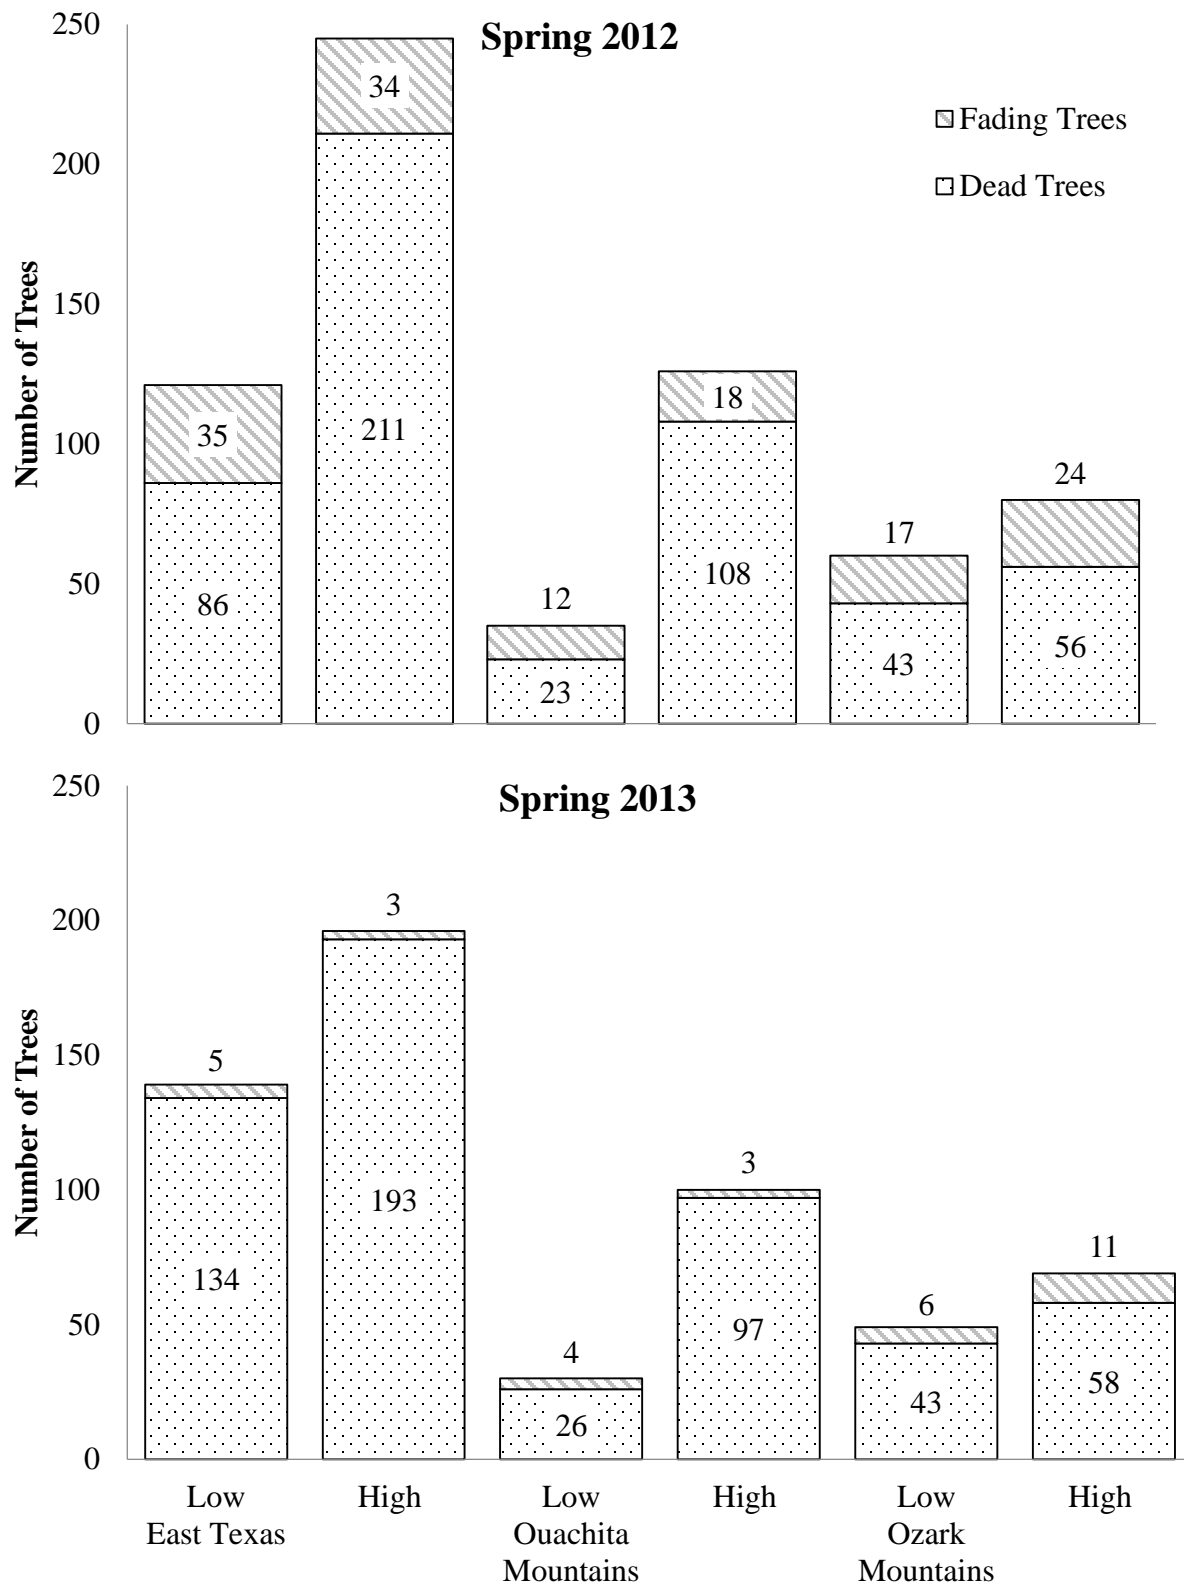 Spring 2012
Fading Trees
Dead Trees
Number of Trees
250
200
150
100
50
0
34
35
211
86
12
23
18
108
17
43
24
56
Spring 2013
Number of Trees
250
200
150
100
50
0
5
134
3
193
4
26
3
97
6
43
11
58
Low
East Texas
High
Low
Ouachita
Mountains
High
Low
Ozark
Mountains
High